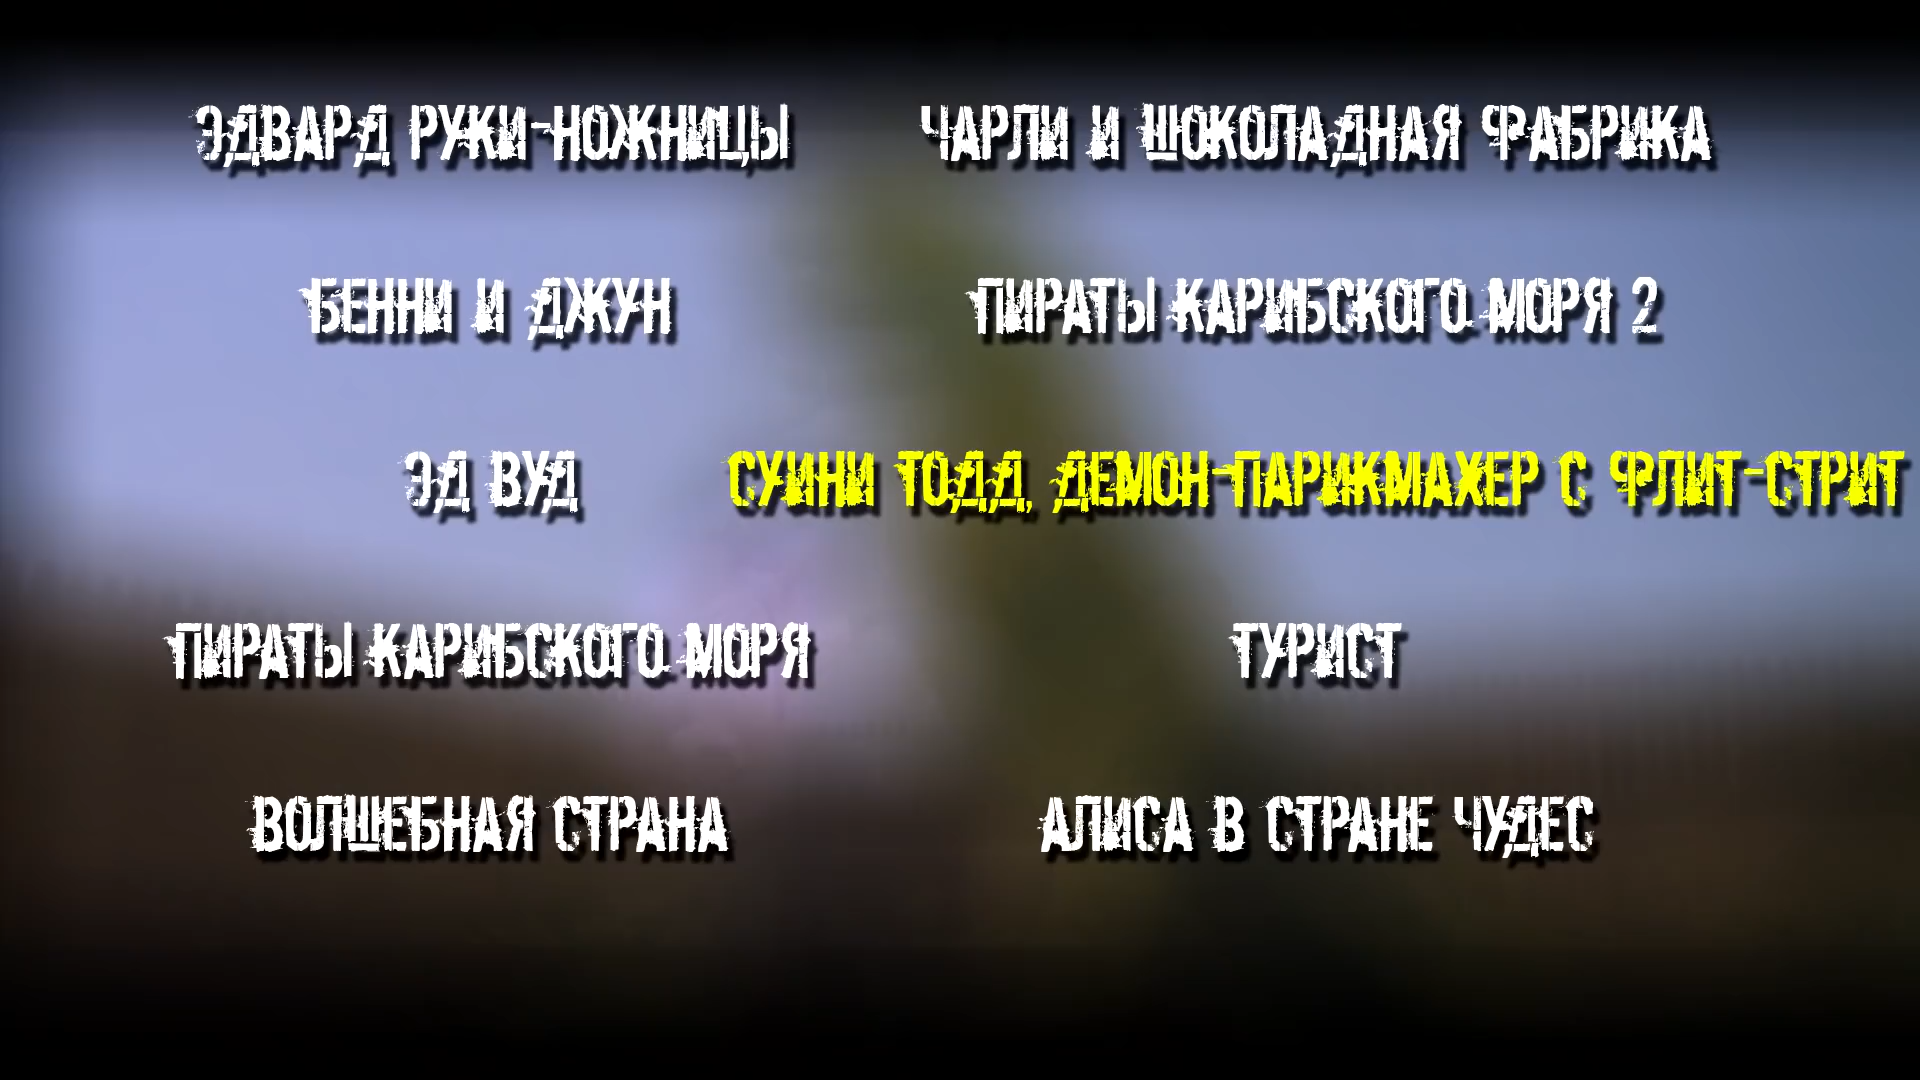 ЭДВАРД РУКИ-НОЖНИЦЫ
ЧАРЛИ И ШОКОЛАДНАЯ ФАБРИКА
БЕННИ И ДЖУН
ПИРАТЫ КАРИБСКОГО МОРЯ 2
ЭД ВУД
СУИНИ ТОДД, ДЕМОН-ПАРИКМАХЕР С ФЛИТ-СТРИТ
ПИРАТЫ КАРИБСКОГО МОРЯ
ТУРИСТ
ВОЛШЕБНАЯ СТРАНА
АЛИСА В СТРАНЕ ЧУДЕС